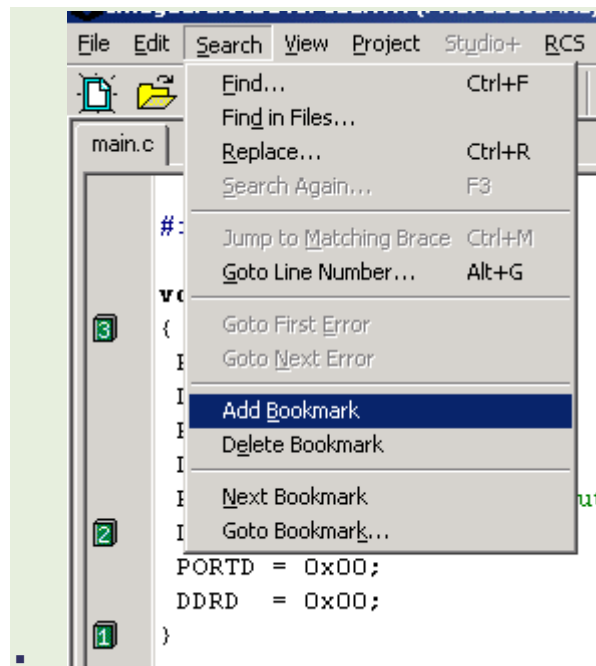 File Edit Search View Project Studio+ RCS
Find... Ctrl+F
Find in Files...
main.c
Replace... Ctrl+R
Search Again... F3
Jump to Matching Brace Ctrl+M
Goto Line Number... Alt+G
3 { Goto First Error
Goto Next Error
Add Bookmark
Delete Bookmark
Next Bookmark
2 Goto Bookmark...
PORTD = 0x00;
DDRD = 0x00;
1 }